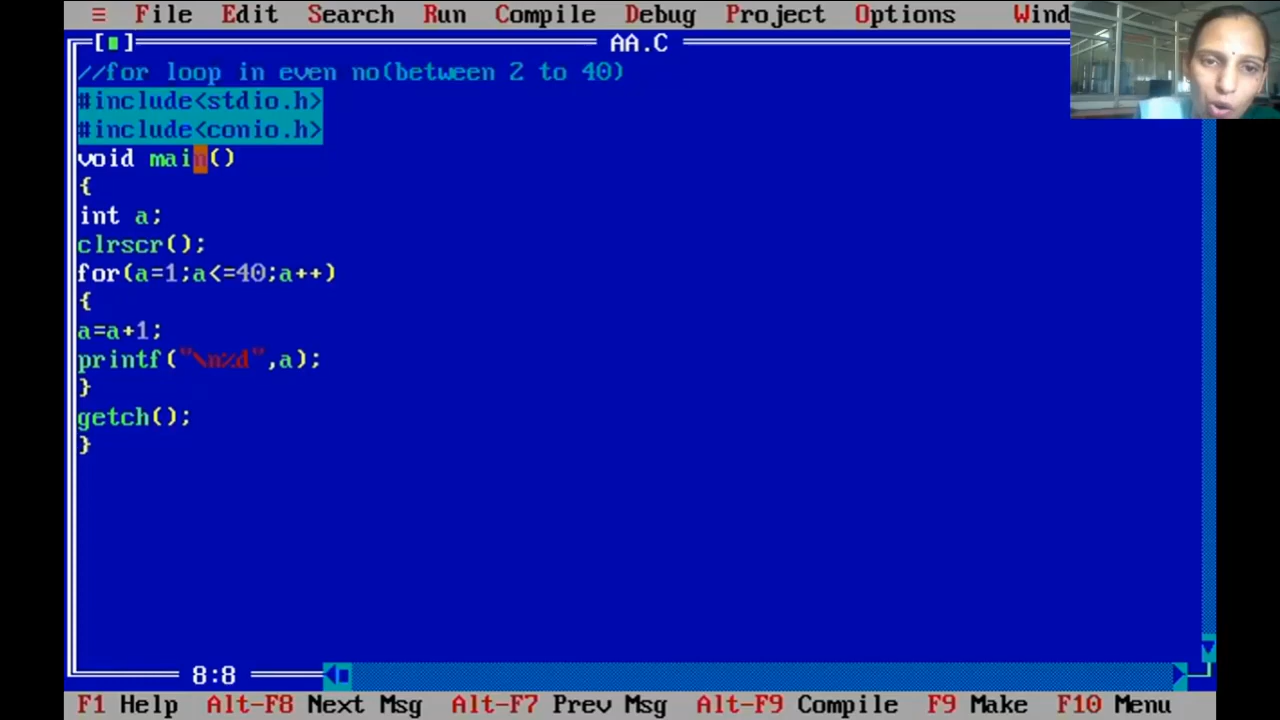 ≡ File Edit Search Run Compile Debug Project Options Wind
[■] AA.C
//for loop in even no(between 2 to 40)
#include<stdio.h>
#include<conio.h>
void main()
{
int a;
clrscr();
for(a=1;a<=40;a++)
{
a=a+1;
printf("\n%d",a);
}
getch();
}
8:8
F1 Help Alt-F8 Next Msg Alt-F7 Prev Msg Alt-F9 Compile F9 Make F10 Menu